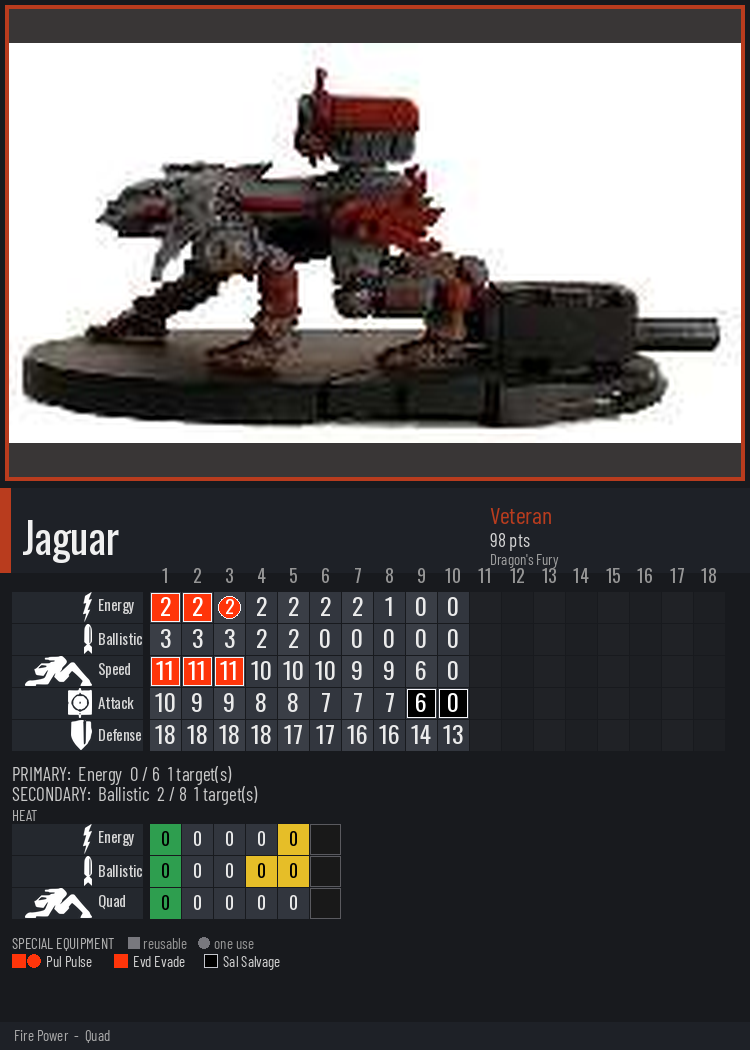 Jaguar
Veteran
98 pts
Dragon's Fury
1 2 3 4 5 6 7 8 9 10 11 12 13 14 15 16 17 18
Energy 2 2 2 2 2 2 2 1 0 0
Ballistic 3 3 3 2 2 0 0 0 0 0
Speed 11 11 11 10 10 10 9 9 6 0
Attack 10 9 9 8 8 7 7 7 6 0
Defense 18 18 18 18 17 17 16 16 14 13
PRIMARY: Energy 0 / 6 1 target(s)
SECONDARY: Ballistic 2 / 8 1 target(s)
HEAT
Energy 0 0 0 0 0
Ballistic 0 0 0 0 0
Quad 0 0 0 0 0
SPECIAL EQUIPMENT reusable one use
Pul Pulse Evd Evade Sal Salvage
Fire Power - Quad